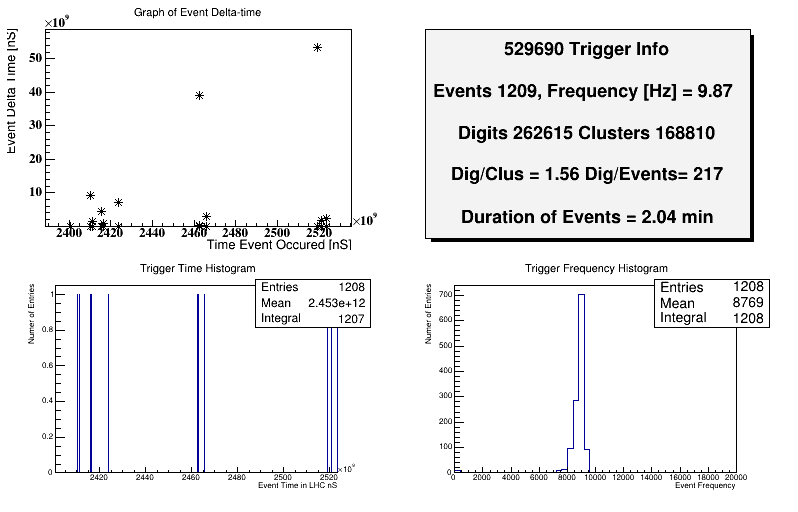 Graph of Event Delta-time
×10⁹
Event Delta Time [nS]
50
40
30
20
10
2400 2420 2440 2460 2480 2500 2520
×10⁹
Time Event Occured [nS]
529690 Trigger Info
Events 1209, Frequency [Hz] = 9.87
Digits 262615 Clusters 168810
Dig/Clus = 1.56 Dig/Events= 217
Duration of Events = 2.04 min
Trigger Time Histogram
Entries 1208
Mean 2.453e+12
Integral 1207
Numer of Entries
1
0.8
0.6
0.4
0.2
0
2420 2440 2460 2480 2500 2520
×10⁹
Event Time in LHC nS
Trigger Frequency Histogram
Entries 1208
Mean 8769
Integral 1208
Numer of Entries
700
600
500
400
300
200
100
0
0 2000 4000 6000 8000 10000 12000 14000 16000 18000 20000
Event Frequency